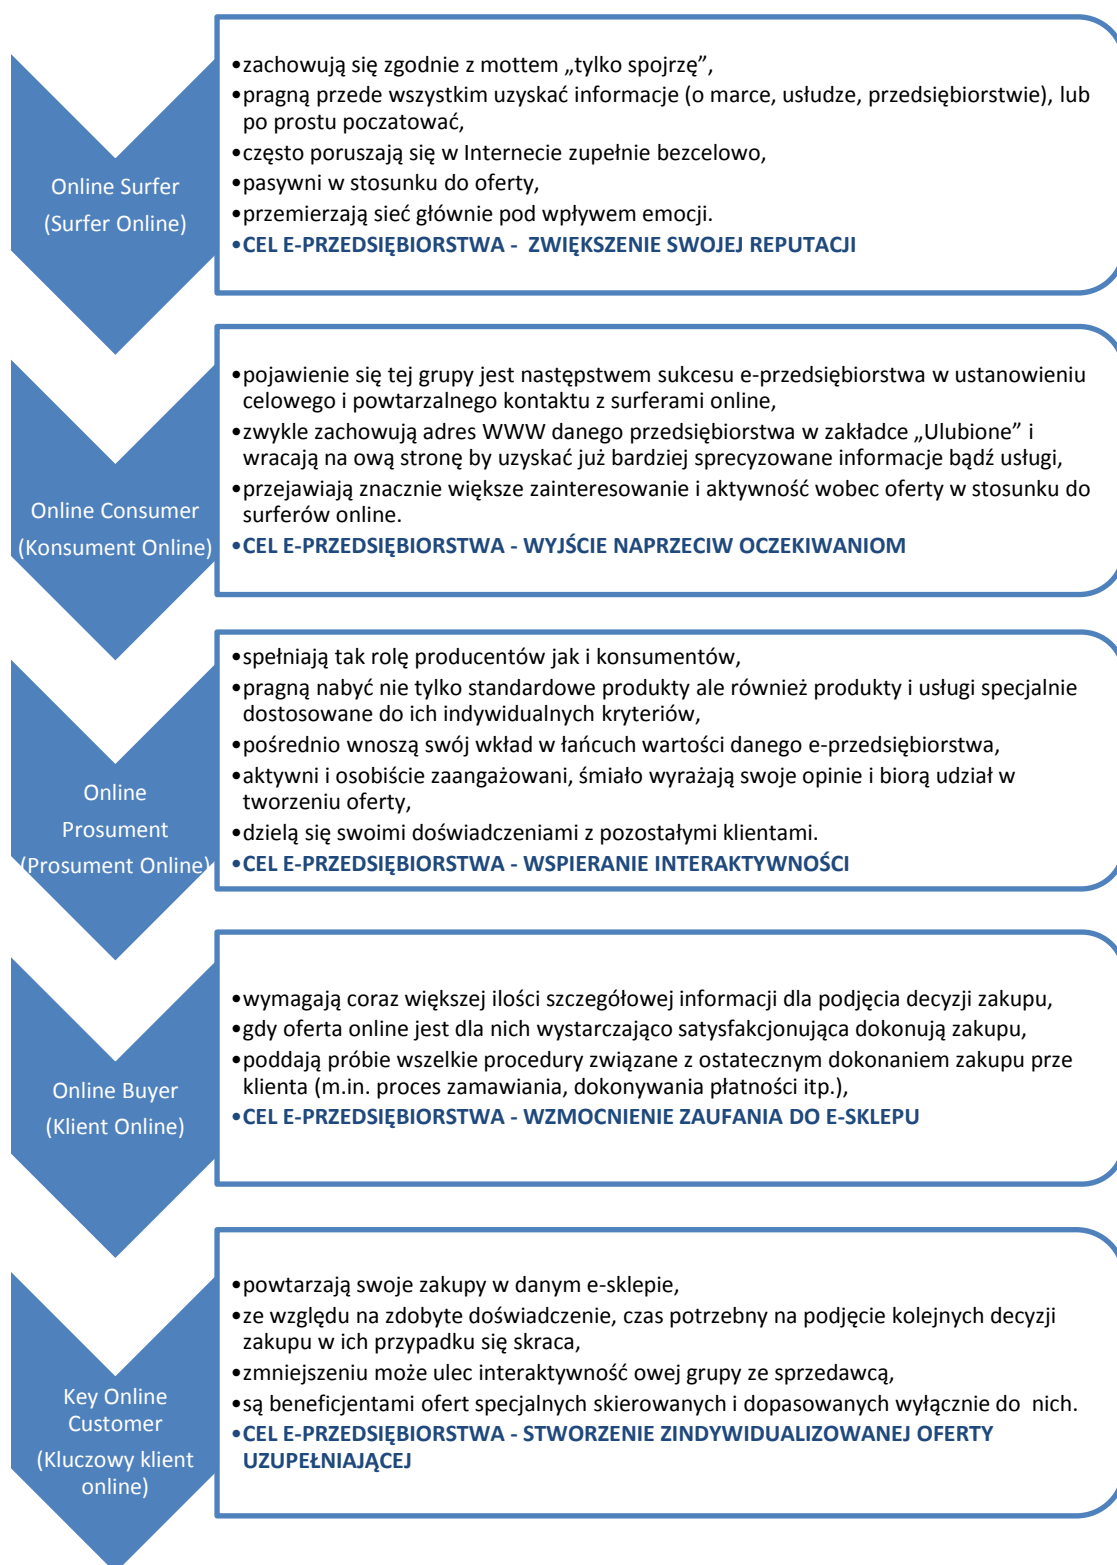 Online Surfer
(Surfer Online)
•zachowują się zgodnie z mottem „tylko spojrzę”,
•pragną przede wszystkim uzyskać informacje (o marce, usłudze, przedsiębiorstwie), lub
po prostu poczatować,
•często poruszają się w Internecie zupełnie bezcelowo,
•pasywni w stosunku do oferty,
•przemierzają sieć głównie pod wpływem emocji.
•CEL E-PRZEDSIĘBIORSTWA - ZWIĘKSZENIE SWOJEJ REPUTACJI
Online Consumer
(Konsument Online)
•pojawienie się tej grupy jest następstwem sukcesu e-przedsiębiorstwa w ustanowieniu
celowego i powtarzalnego kontaktu z surferami online,
•zwykle zachowują adres WWW danego przedsiębiorstwa w zakładce „Ulubione” i
wracają na ową stronę by uzyskać już bardziej sprecyzowane informacje bądź usługi,
•przejawiają znacznie większe zainteresowanie i aktywność wobec oferty w stosunku do
surferów online.
•CEL E-PRZEDSIĘBIORSTWA - WYJŚCIE NAPRZECIW OCZEKIWANIOM
Online
Prosument
(Prosument Online)
•spełniają tak rolę producentów jak i konsumentów,
•pragną nabyć nie tylko standardowe produkty ale również produkty i usługi specjalnie
dostosowane do ich indywidualnych kryteriów,
•pośrednio wnoszą swój wkład w łańcuch wartości danego e-przedsiębiorstwa,
•aktywni i osobiście zaangażowani, śmiało wyrażają swoje opinie i biorą udział w
tworzeniu oferty,
•dzielą się swoimi doświadczeniami z pozostałymi klientami.
•CEL E-PRZEDSIĘBIORSTWA - WSPIERANIE INTERAKTYWNOŚCI
Online Buyer
(Klient Online)
•wymagają coraz większej ilości szczegółowej informacji dla podjęcia decyzji zakupu,
•gdy oferta online jest dla nich wystarczająco satysfakcjonująca dokonują zakupu,
•poddają próbie wszelkie procedury związane z ostatecznym dokonaniem zakupu prze
klienta (m.in. proces zamawiania, dokonywania płatności itp.),
•CEL E-PRZEDSIĘBIORSTWA - WZMOCNIENIE ZAUFANIA DO E-SKLEPU
Key Online
Customer
(Kluczowy klient
online)
•powtarzają swoje zakupy w danym e-sklepie,
•ze względu na zdobyte doświadczenie, czas potrzebny na podjęcie kolejnych decyzji
zakupu w ich przypadku się skraca,
•zmniejszeniu może ulec interaktywność owej grupy ze sprzedawcą,
•są beneficjentami ofert specjalnych skierowanych i dopasowanych wyłącznie do nich.
•CEL E-PRZEDSIĘBIORSTWA - STWORZENIE ZINDYWIDUALIZOWANEJ OFERTY
UZUPEŁNIAJĄCEJ